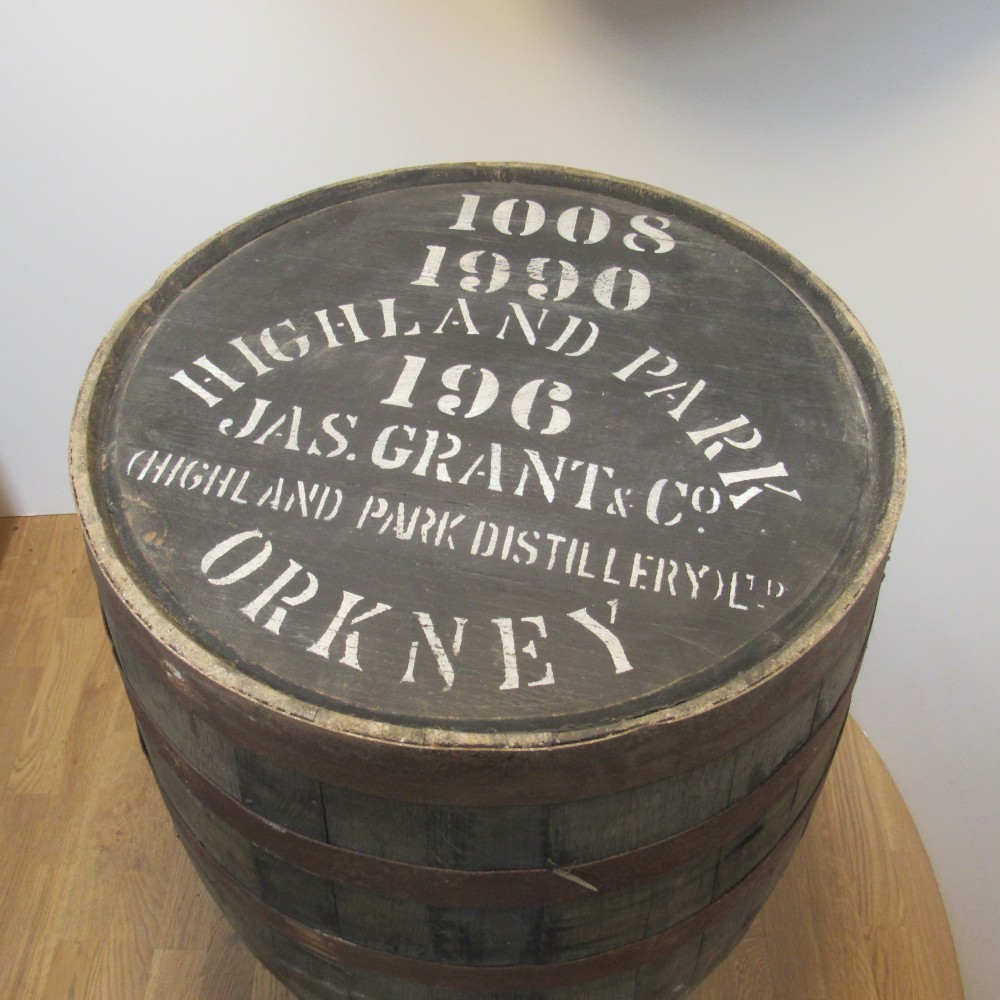 1008
1990
HIGHLAND PARK
196
JAS. GRANT & Co.
(HIGHLAND PARK DISTILLERY) LTD
ORKNEY